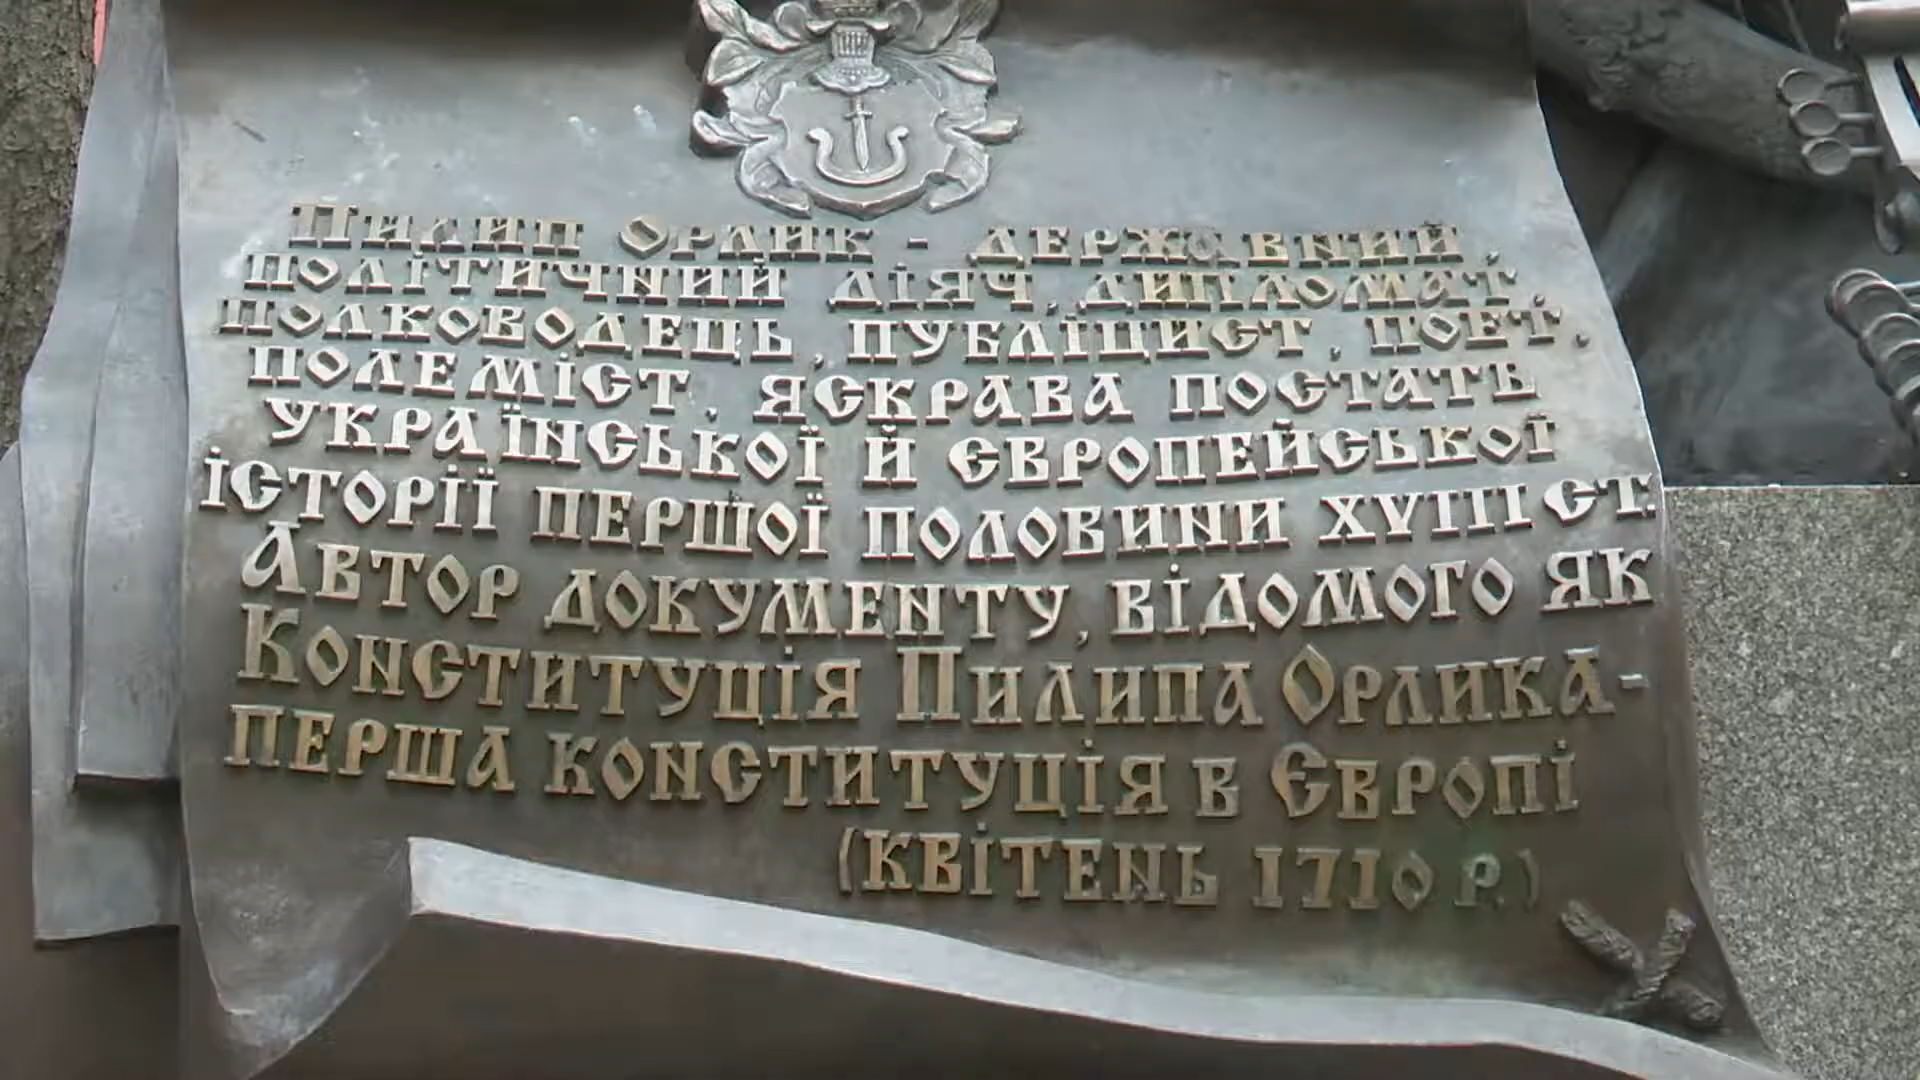 Пилип Орлик - державний,
політичний діяч, дипломат,
полководець, публіцист, поет,
полеміст, яскрава постать
української й європейської
історії першої половини XVIII ст.
Автор документу, відомого як
Конституція Пилипа Орлика -
перша конституція в Європі
(квітень 1710 р.)